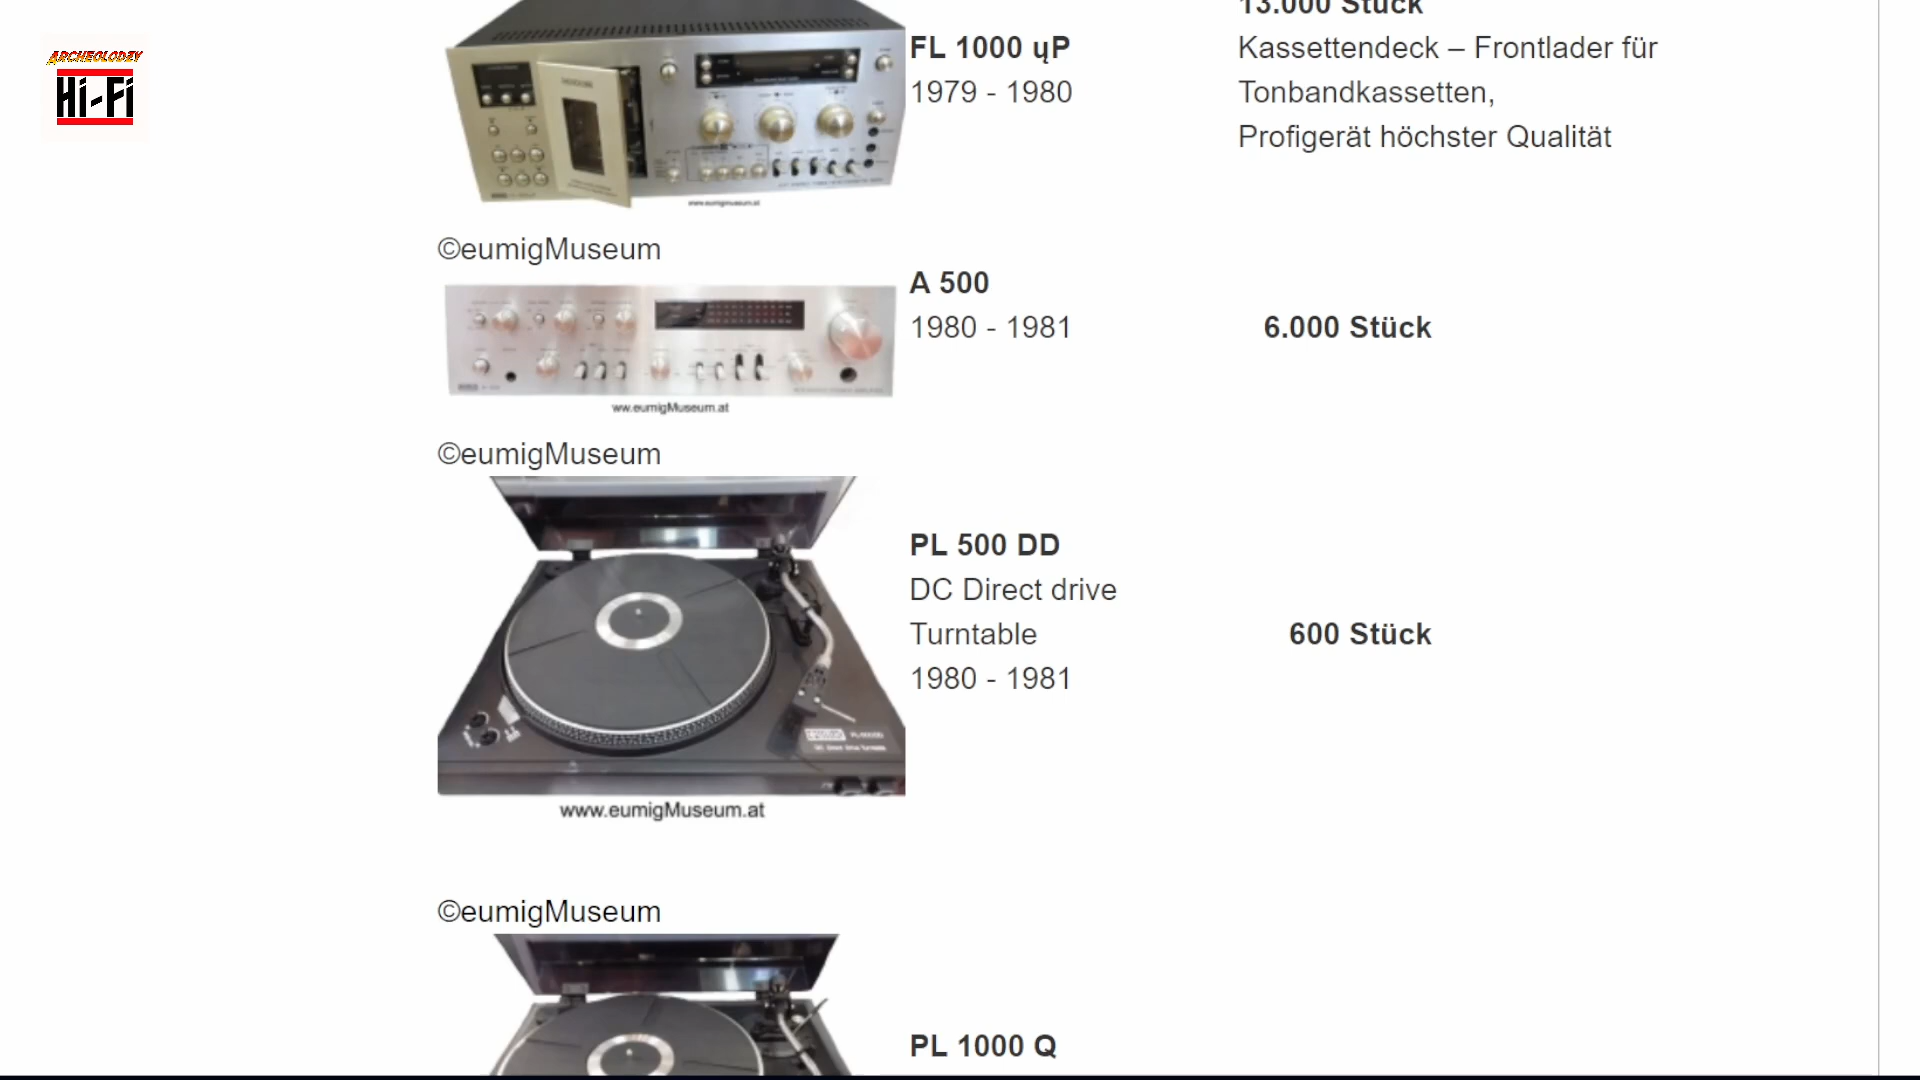 ARCHEOLODZY
Hi-Fi
13.000 Stück
FL 1000 ųP
1979 - 1980
Kassettendeck – Frontlader für
Tonbandkassetten,
Profigerät höchster Qualität
www.eumigmuseum.at
©eumigMuseum
A 500
1980 - 1981
6.000 Stück
ww.eumigMuseum.at
©eumigMuseum
PL 500 DD
DC Direct drive
Turntable
1980 - 1981
600 Stück
www.eumigMuseum.at
©eumigMuseum
PL 1000 Q